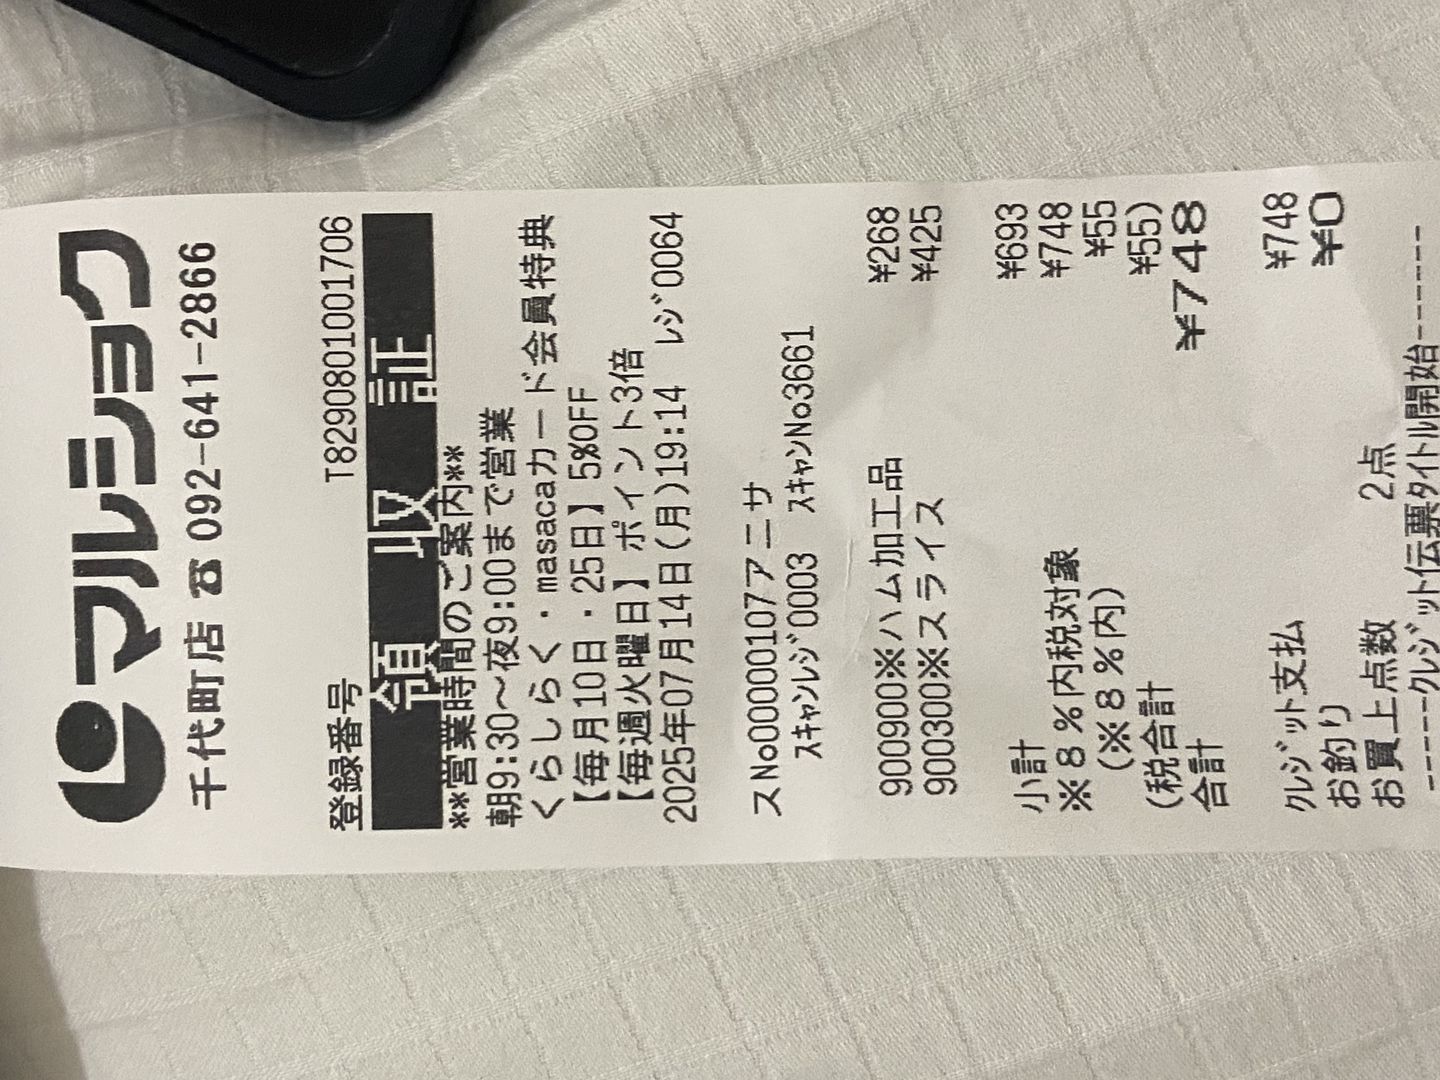 マルショク
千代町店 ☎092-641-2866
登録番号 T8290801001706
領 収 証
**営業時間のご案内**
朝9:30～夜9:00まで営業
くらしらく・masacaカード会員特典
【毎月10日・25日】5%OFF
【毎週火曜日】ポイント3倍
2025年07月14日(月)19:14 ﾚｼﾞ0064
スNo00000107アニサ
ｽｷｬﾝﾚｼﾞ0003 ｽｷｬﾝNo3661
900900※ハム加工品 ¥268
900300※スライス ¥425
小計 ¥693
※8%内税対象 ¥748
(※8%内) ¥55
(税合計 ¥55)
合計 ¥748
ｸﾚｼﾞｯﾄ支払 ¥748
お釣り ¥0
お買上点数 2点
------ｸﾚｼﾞｯﾄ伝票ﾀｲﾄﾙ開始------